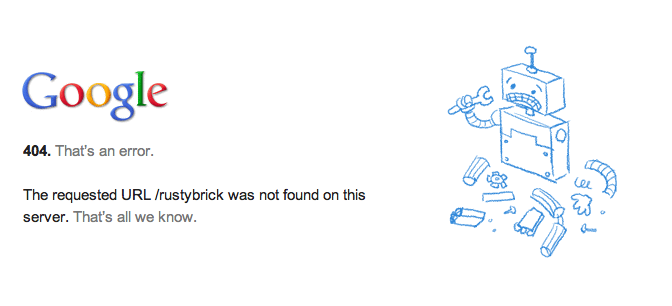 Google
404. That's an error.
The requested URL /rustybrick was not found on this
server. That's all we know.